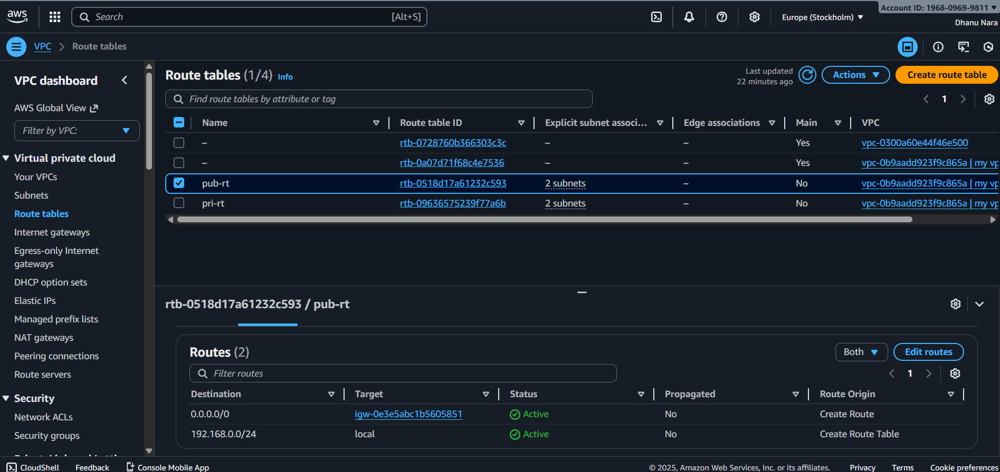 aws
Search [Alt+S]
Europe (Stockholm)
Account ID: 1968-0969-9811
Dhanu Nara
VPC > Route tables
VPC dashboard
AWS Global View
Filter by VPC:
Virtual private cloud
Your VPCs
Subnets
Route tables
Internet gateways
Egress-only Internet
gateways
DHCP option sets
Elastic IPs
Managed prefix lists
NAT gateways
Peering connections
Route servers
Security
Network ACLs
Security groups
Route tables (1/4) Info
Last updated
22 minutes ago
Actions
Create route table
Find route tables by attribute or tag
1
Name Route table ID Explicit subnet associ... Edge associations Main VPC
– rtb-0728760b366303c3c – – Yes vpc-0300a60e44f46e500
– rtb-0a07d71f68c4e7536 – – Yes vpc-0b9aadd923f9c865a | my vp
pub-rt rtb-0518d17a61232c593 2 subnets – No vpc-0b9aadd923f9c865a | my vp
pri-rt rtb-09636575239f77a6b 2 subnets – No vpc-0b9aadd923f9c865a | my vp
rtb-0518d17a61232c593 / pub-rt
Routes (2)
Both
Edit routes
Filter routes
1
Destination Target Status Propagated Route Origin
0.0.0.0/0 igw-0e3e5abc1b5605851 Active No Create Route
192.168.0.0/24 local Active No Create Route Table
CloudShell Feedback Console Mobile App
© 2025, Amazon Web Services, Inc. or its affiliates. Privacy Terms Cookie preferences